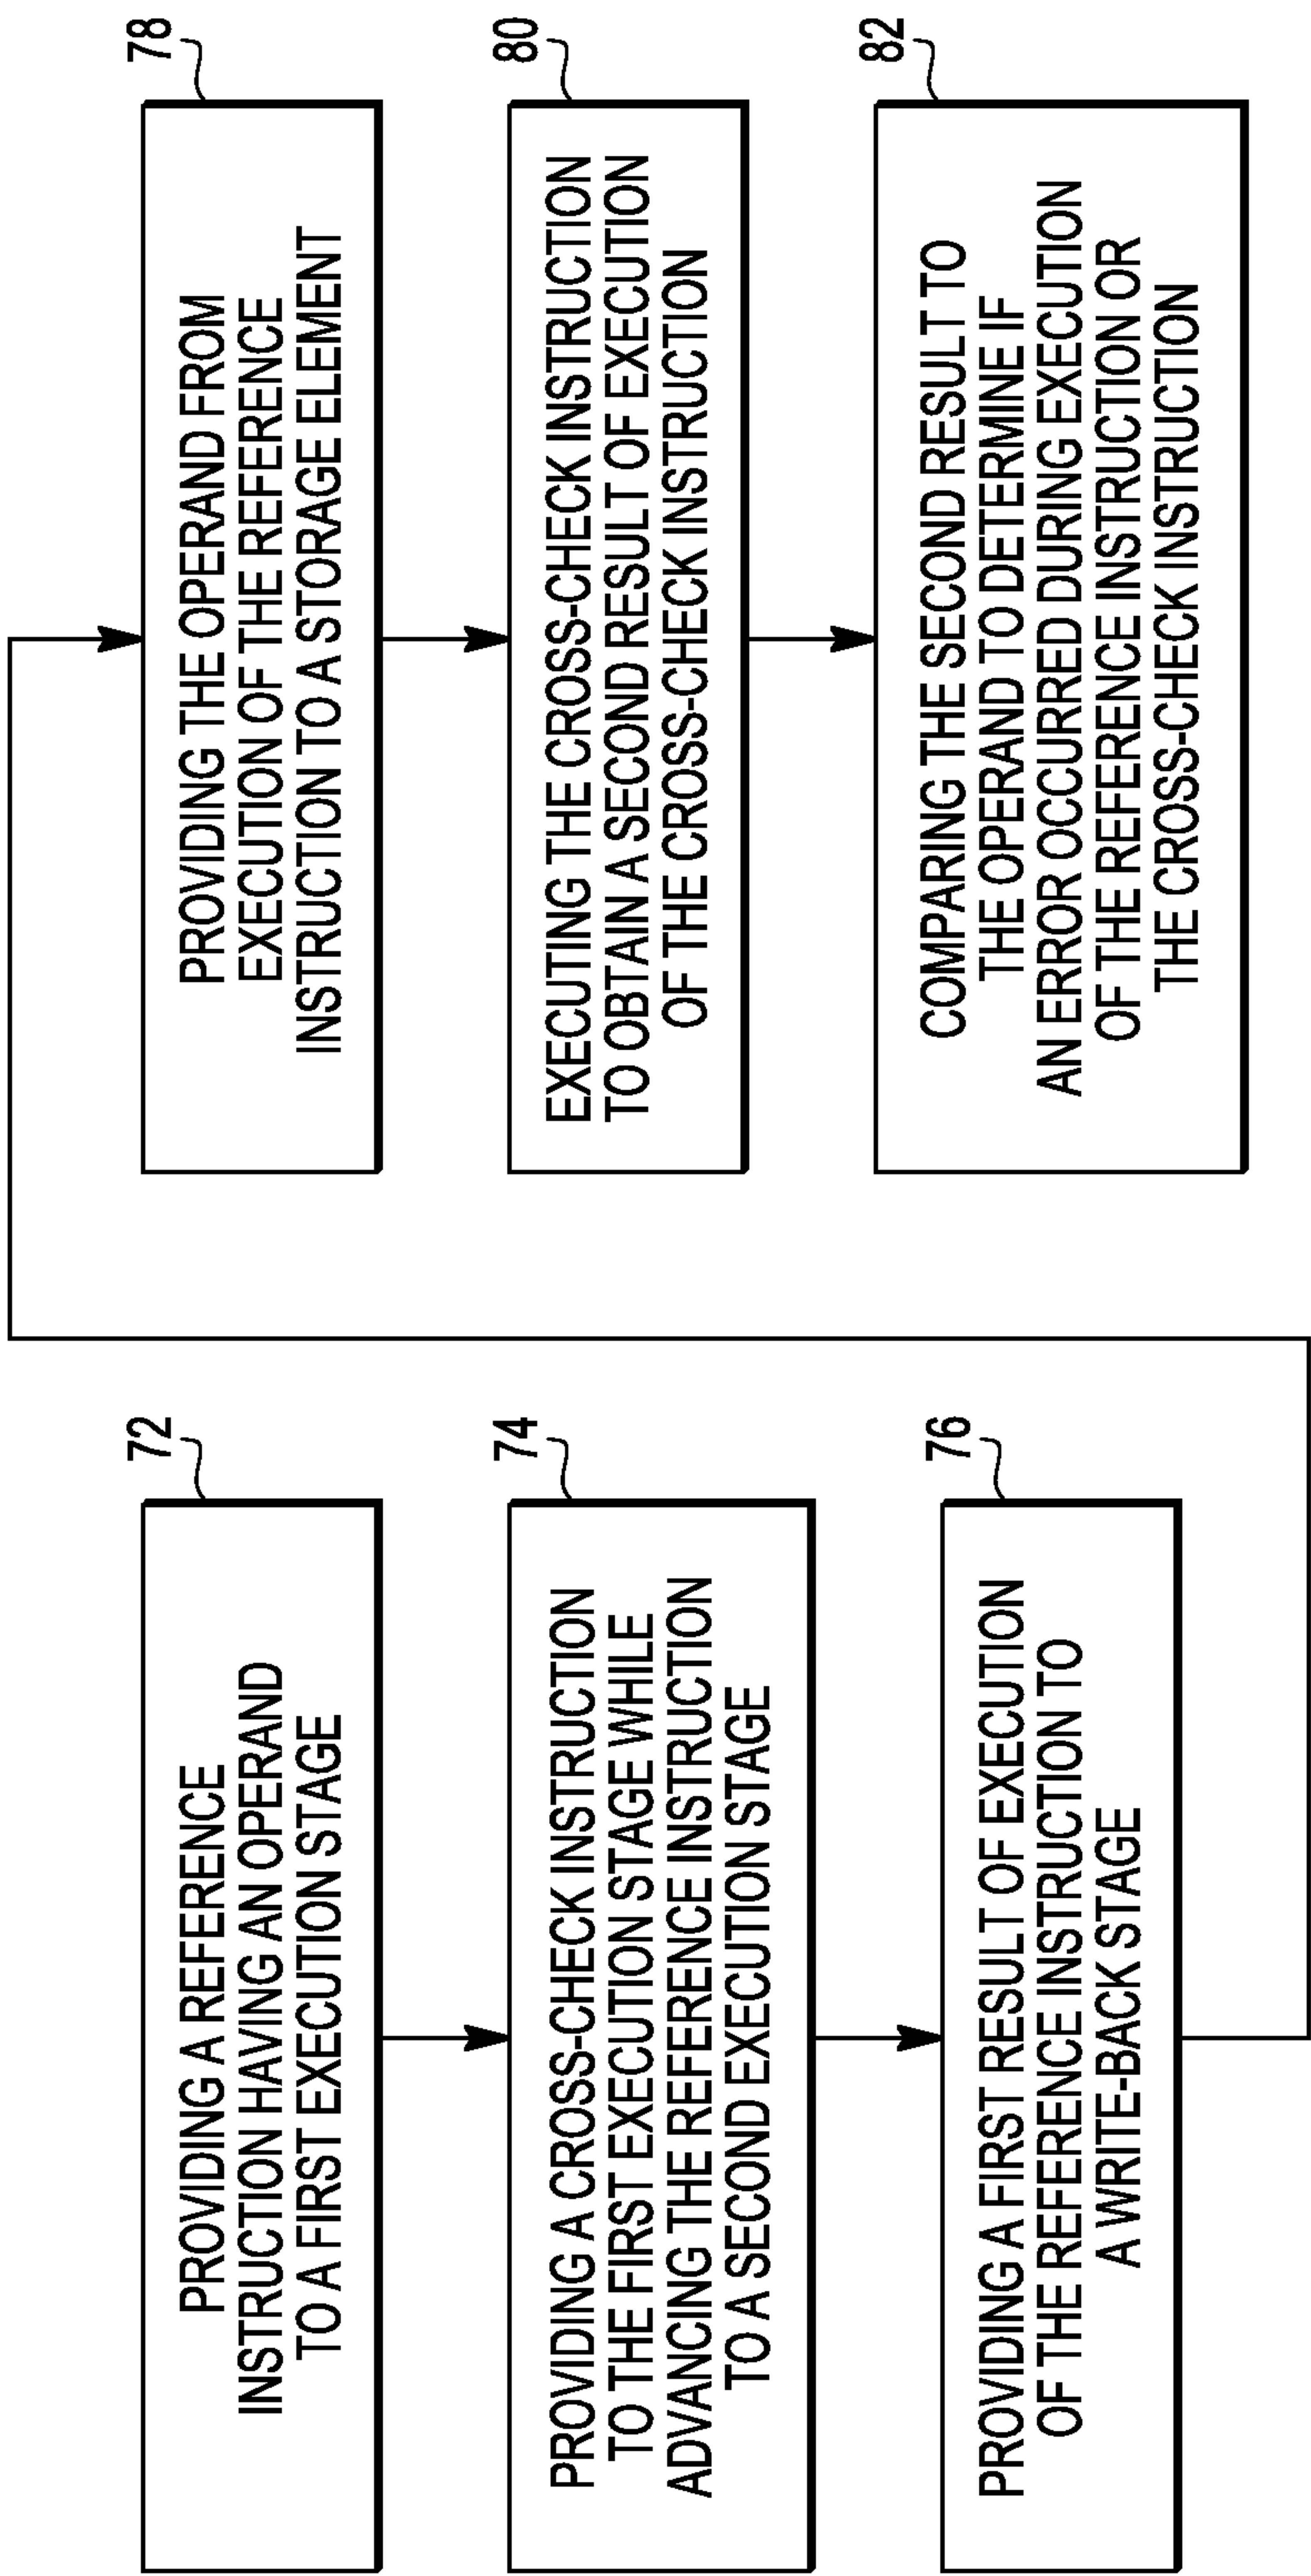 72
PROVIDING A REFERENCE
INSTRUCTION HAVING AN OPERAND
TO A FIRST EXECUTION STAGE
74
PROVIDING A CROSS-CHECK INSTRUCTION
TO THE FIRST EXECUTION STAGE WHILE
ADVANCING THE REFERENCE INSTRUCTION
TO A SECOND EXECUTION STAGE
76
PROVIDING A FIRST RESULT OF EXECUTION
OF THE REFERENCE INSTRUCTION TO
A WRITE-BACK STAGE
78
PROVIDING THE OPERAND FROM
EXECUTION OF THE REFERENCE
INSTRUCTION TO A STORAGE ELEMENT
80
EXECUTING THE CROSS-CHECK INSTRUCTION
TO OBTAIN A SECOND RESULT OF EXECUTION
OF THE CROSS-CHECK INSTRUCTION
82
COMPARING THE SECOND RESULT TO
THE OPERAND TO DETERMINE IF
AN ERROR OCCURRED DURING EXECUTION
OF THE REFERENCE INSTRUCTION OR
THE CROSS-CHECK INSTRUCTION